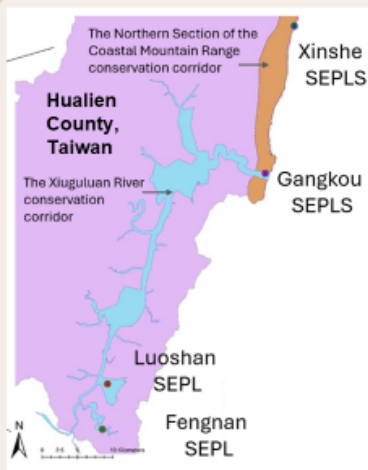 The Northern Section of the
Coastal Mountain Range
conservation corridor
Xinshe
SEPLS
Hualien
County,
Taiwan
The Xiuguluan River
conservation
corridor
Gangkou
SEPLS
Luoshan
SEPL
Fengnan
SEPL
N